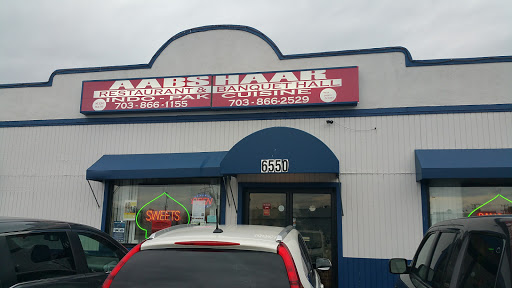 AABSHAAR
RESTAURANT & BANQUET HALL
INDO - PAK CUISINE
703-866-1155 703-866-2529
6550
SWEETS